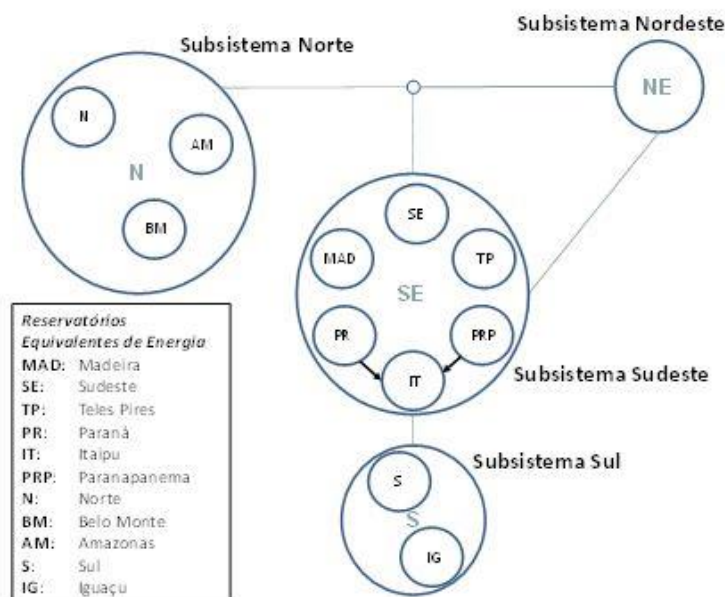 Subsistema Nordeste
Subsistema Norte
NE
N
AM
N
BM
SE
MAD
TP
SE
PR
PRP
IT
Subsistema Sudeste
Subsistema Sul
S
S
IG
Reservatórios
Equivalentes de Energia
MAD: Madeira
SE: Sudeste
TP: Teles Pires
PR: Paraná
IT: Itaipu
PRP: Paranapanema
N: Norte
BM: Belo Monte
AM: Amazonas
S: Sul
IG: Iguaçu